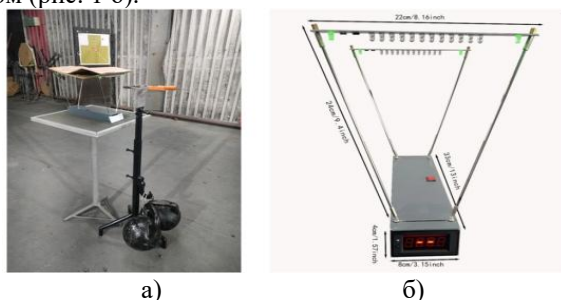 ом (рис. 1-б).
22cm/8.16inch
24cm/9.4inch
33cm/13inch
4cm/1.57inch
8cm/3.15inch
а)
б)